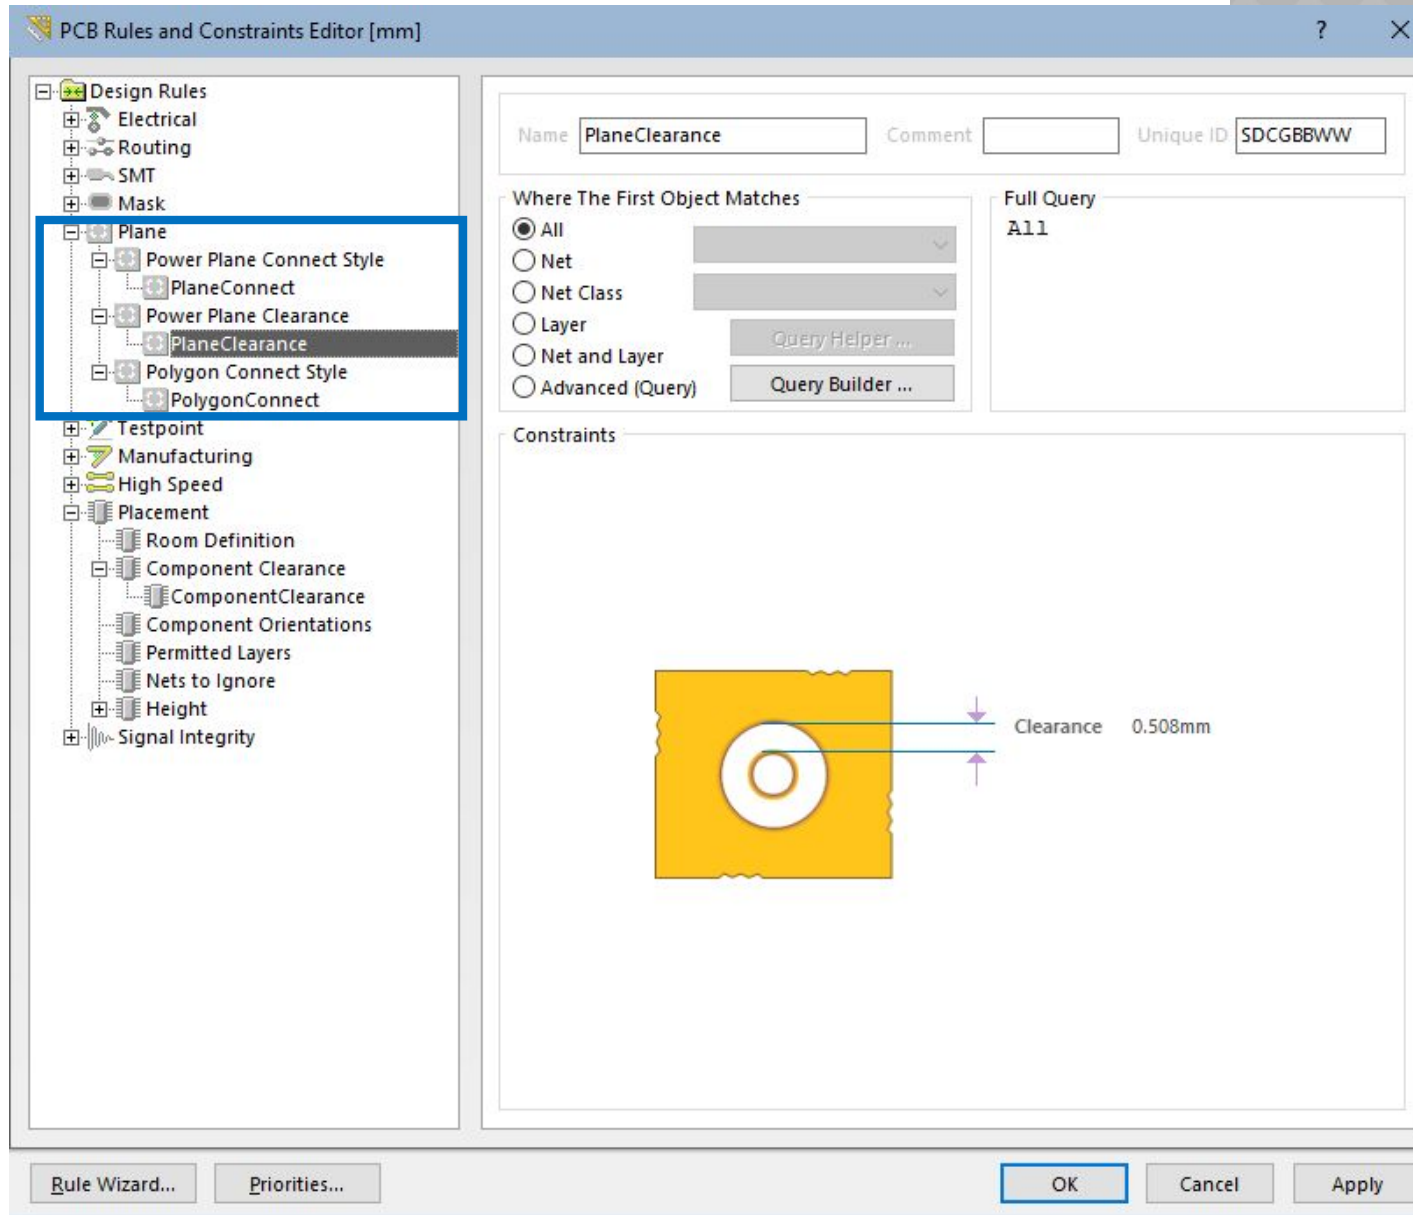 PCB Rules and Constraints Editor [mm]
?
Design Rules
Electrical
Routing
SMT
Mask
Plane
Power Plane Connect Style
PlaneConnect
Power Plane Clearance
PlaneClearance
Polygon Connect Style
PolygonConnect
Testpoint
Manufacturing
High Speed
Placement
Room Definition
Component Clearance
ComponentClearance
Component Orientations
Permitted Layers
Nets to Ignore
Height
Signal Integrity
Name PlaneClearance Comment Unique ID SDCGBBWW
Where The First Object Matches
All
Net
Net Class
Layer
Net and Layer
Advanced (Query)
Query Helper ...
Query Builder ...
Full Query
All
Constraints
Clearance 0.508mm
Rule Wizard... Priorities... OK Cancel Apply